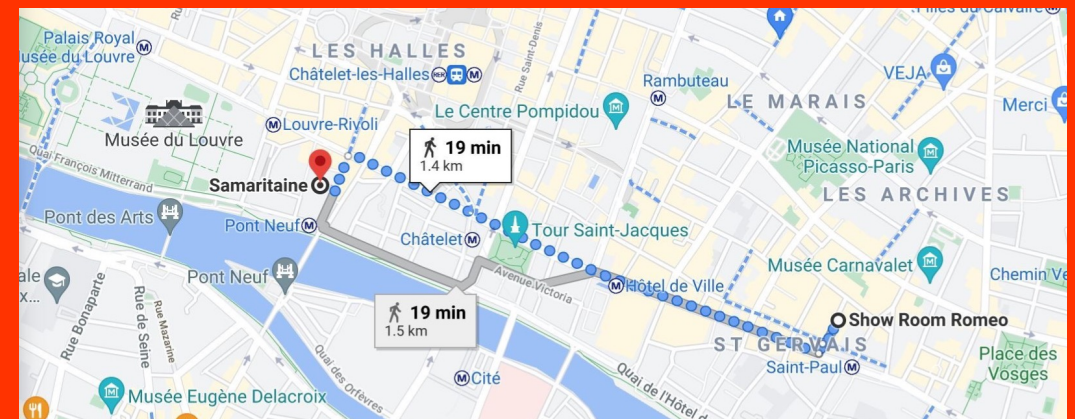 Filles du Calvaire
Palais Royal
usée du Louvre
LES HALLES
Châtelet-les-Halles
RER
Rue Saint-Denis
Rambuteau
VEJA
Le Centre Pompidou
LE MARAIS
Merci
Louvre-Rivoli
Musée du Louvre
19 min
1.4 km
Musée National
Picasso-Paris
Quai François Mitterrand
Samaritaine
LES ARCHIVES
Pont des Arts
Pont Neuf
Châtelet
Tour Saint-Jacques
Musée Carnavalet
Chemin Ve
ale
x...
Pont Neuf
Avenue Victoria
Hôtel de Ville
Rue Bonaparte
Rue de Seine
Rue Mazarine
19 min
1.5 km
Show Room Romeo
ST GERVAIS
Saint-Paul
Place des
Vosges
Quai des Orfèvres
Cité
Quai de l'Hôtel d
Musée Eugène Delacroix